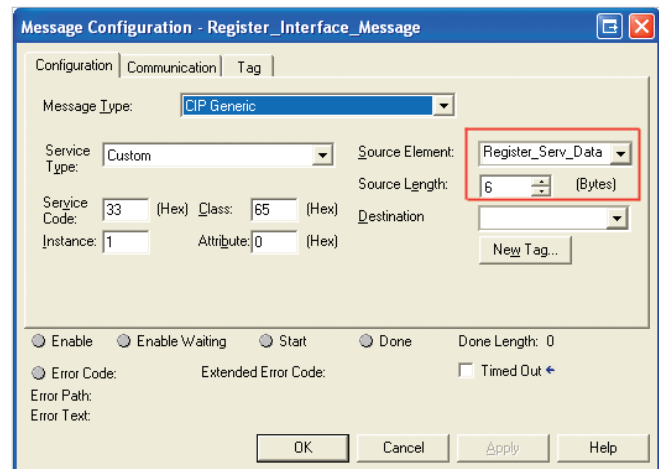 Message Configuration - Register_Interface_Message
Configuration Communication Tag
Message Type: CIP Generic
Service Type: Custom
Source Element: Register_Serv_Data
Source Length: 6 (Bytes)
Service Code: 33 (Hex) Class: 65 (Hex)
Destination
Instance: 1 Attribute: 0 (Hex)
New Tag...
Enable Enable Waiting Start Done Done Length: 0
Error Code: Extended Error Code: Timed Out
Error Path:
Error Text:
OK Cancel Apply Help